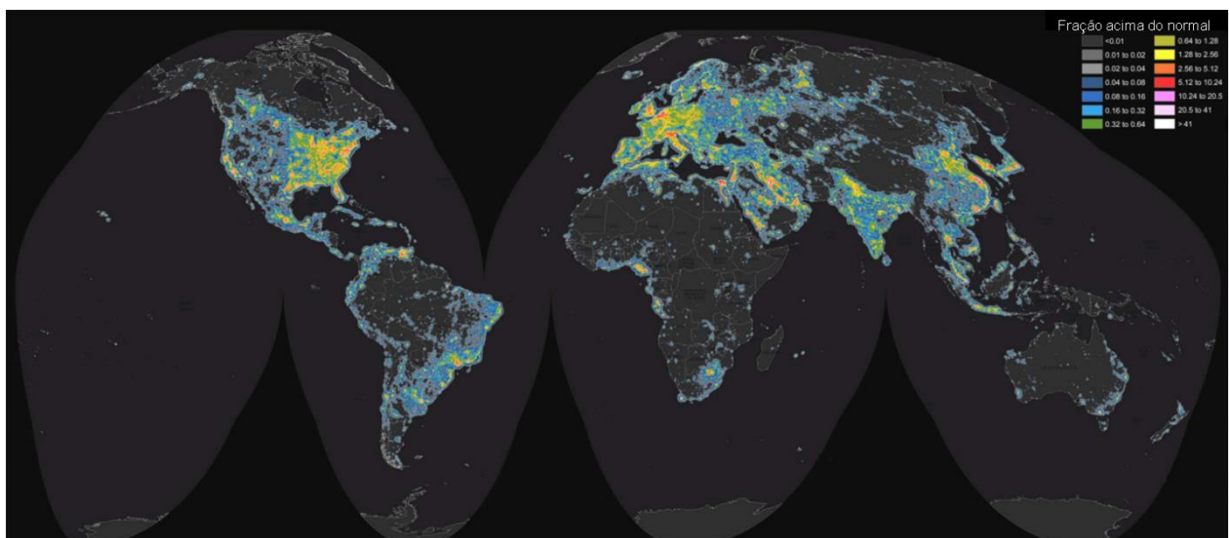 Fração acima do normal
<0.01
0.01 to 0.02
0.02 to 0.04
0.04 to 0.08
0.08 to 0.16
0.16 to 0.32
0.32 to 0.64
0.64 to 1.28
1.28 to 2.56
2.56 to 5.12
5.12 to 10.24
10.24 to 20.5
20.5 to 41
>41